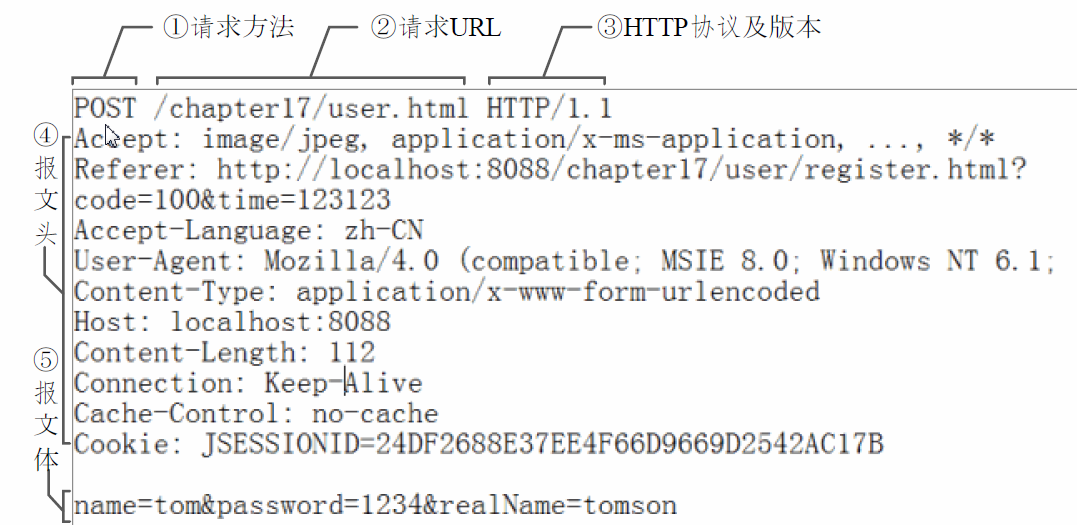 ①请求方法 ②请求URL ③HTTP协议及版本
POST /chapter17/user.html HTTP/1.1
④报文头
Accept: image/jpeg, application/x-ms-application, ..., */*
Referer: http://localhost:8088/chapter17/user/register.html?
code=100&time=123123
Accept-Language: zh-CN
User-Agent: Mozilla/4.0 (compatible; MSIE 8.0; Windows NT 6.1;
Content-Type: application/x-www-form-urlencoded
Host: localhost:8088
Content-Length: 112
Connection: Keep-Alive
Cache-Control: no-cache
Cookie: JSESSIONID=24DF2688E37EE4F66D9669D2542AC17B
⑤报文体
name=tom&password=1234&realName=tomson